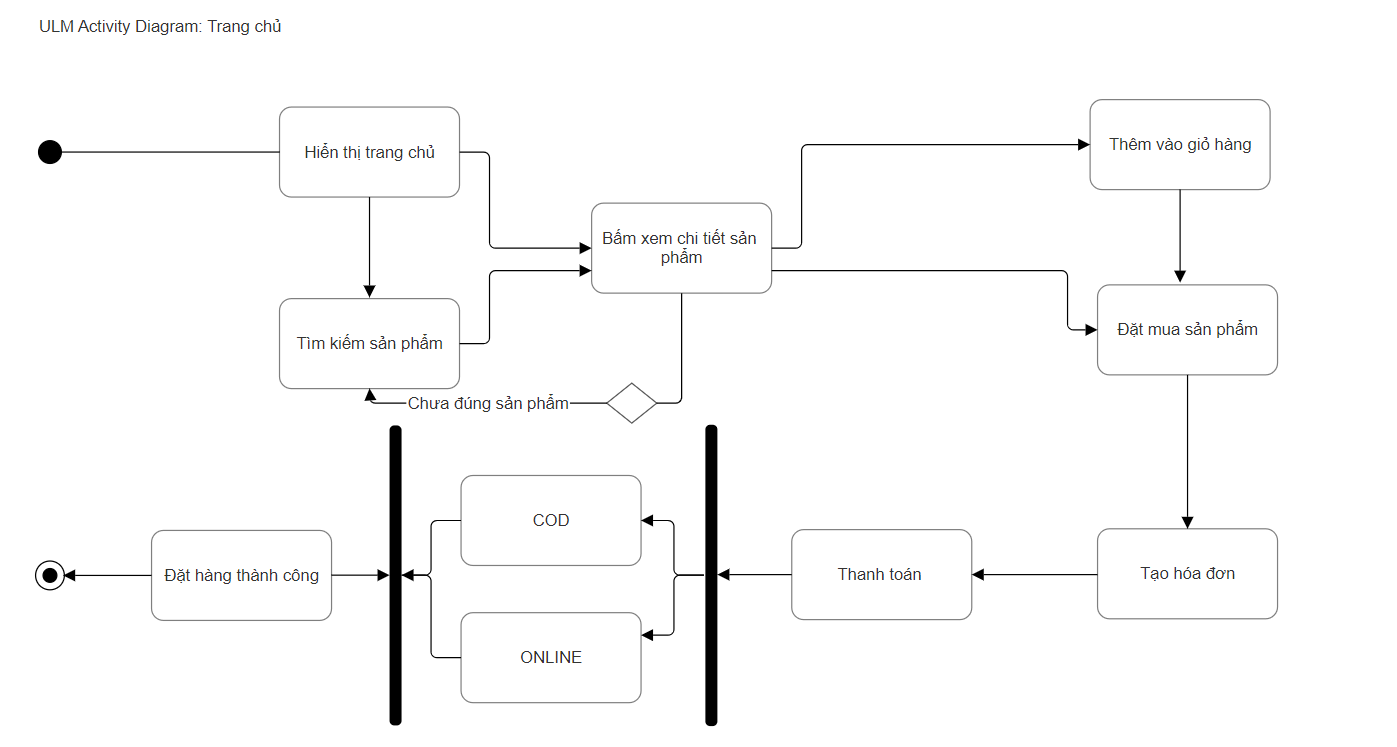 ULM Activity Diagram: Trang chủ
Hiển thị trang chủ
Thêm vào giỏ hàng
Bấm xem chi tiết sản
phẩm
Tìm kiếm sản phẩm
Đặt mua sản phẩm
Chưa đúng sản phẩm
COD
Đặt hàng thành công
Thanh toán
Tạo hóa đơn
ONLINE